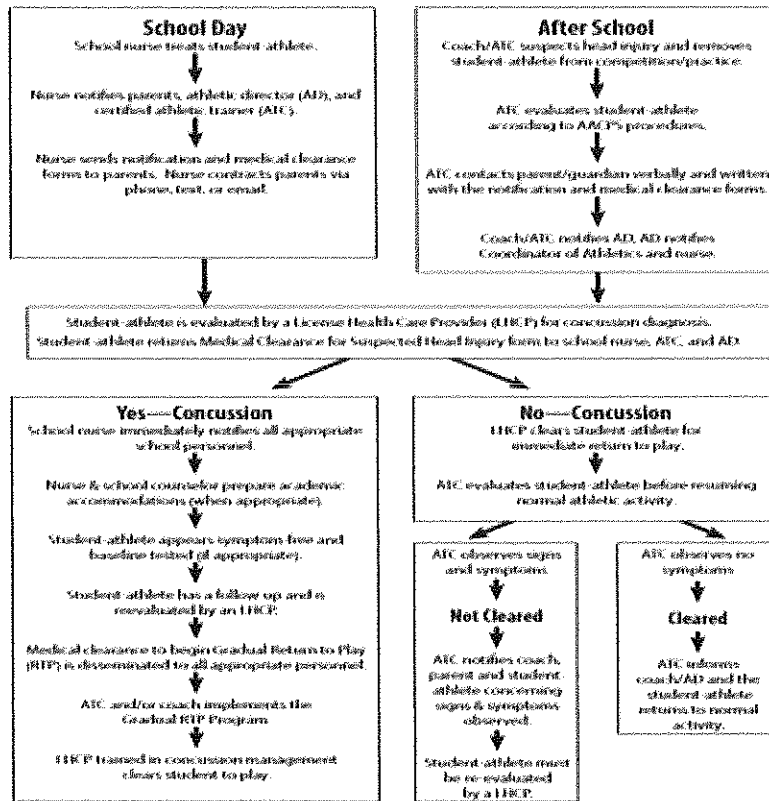 School Day
School nurse treats student-athlete.
Nurse notifies parents, athletic director (AD), and
certified athletic trainer (ATC).
Nurse sends notification and medical clearance
forms to parents. Nurse contracts parents via
phone, text, or email.
After School
Coach/ATC suspects head injury and removes
student-athlete from competition/practice.
ATC evaluates student-athlete
according to AACPS procedures.
ATC contacts parent/guardian verbally and written
with the notification and medical clearance forms.
Coach/ATC notifies AD, AD notifies
Coordinator of Athletics and nurse.
Student-athlete is evaluated by a License Health Care Provider (LHCP) for concussion diagnosis.
Student-athlete returns Medical Clearance for Suspected Head Injury form to school nurse, ATC, and AD.
Yes—Concussion
School nurse immediately notifies all appropriate
school personnel.
Nurse & school counselor prepare academic
accommodations (when appropriate).
Student-athlete appears symptom-free and
baseline tested (if appropriate).
Student-athlete has a follow up and is
reevaluated by an LHCP.
Medical clearance to begin Gradual Return to Play
(RTP) is disseminated to all appropriate personnel.
ATC and/or coach implements the
Gradual RTP Program
LHCP trained in concussion management
clears student to play.
No—Concussion
LHCP clears student-athlete for
immediate return to play.
ATC evaluates student-athlete before resuming
normal athletic activity.
ATC observes signs
and symptoms
Not Cleared
ATC notifies coach,
parent and student-
athlete concerning
signs & symptoms
observed.
Student-athlete must
be re-evaluated
by a LHCP.
ATC observes no
symptoms
Cleared
ATC informs
coach/AD and the
student-athlete
returns to normal
activity.